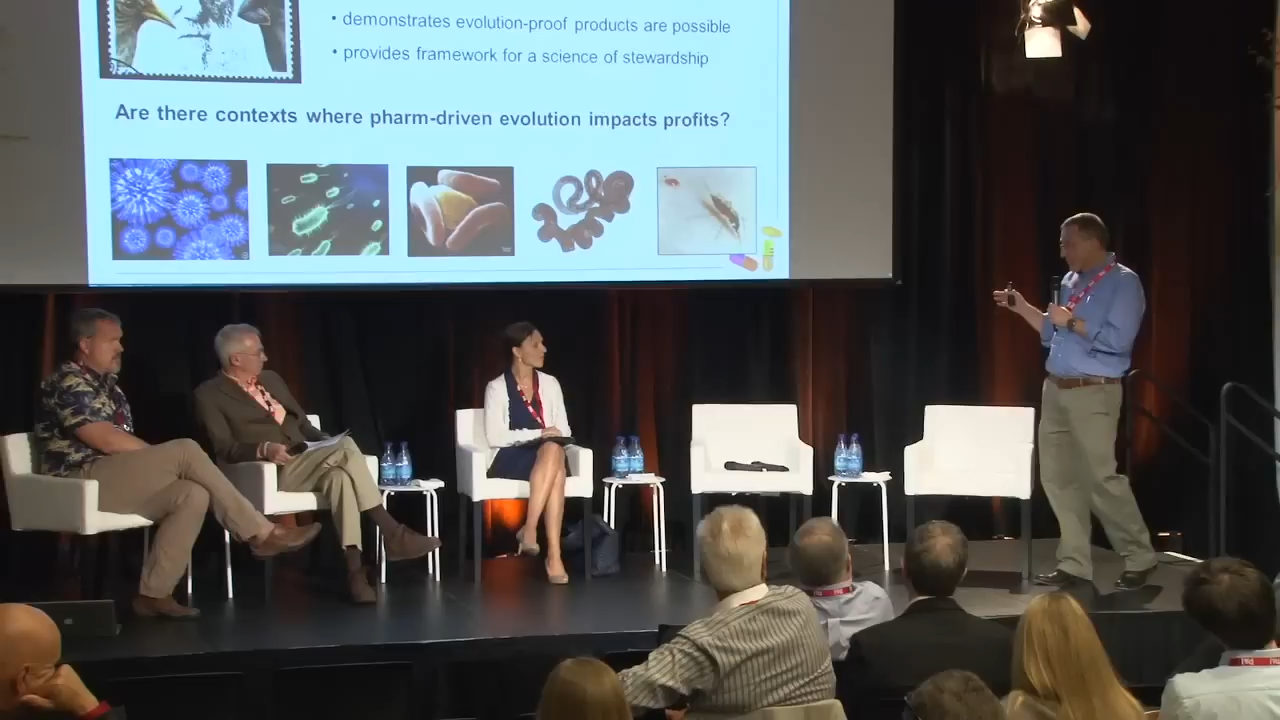 • demonstrates evolution-proof products are possible
• provides framework for a science of stewardship
Are there contexts where pharm-driven evolution impacts profits?